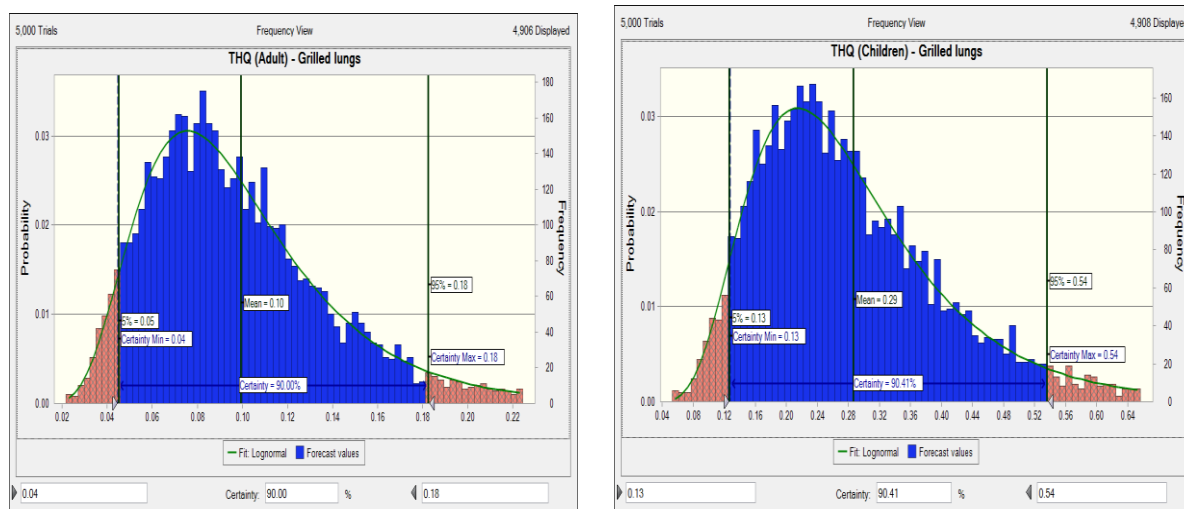 5,000 Trials Frequency View 4,906 Displayed
THQ (Adult) - Grilled lungs
Probability
Frequency
0.03
0.02
0.01
0.00
180
160
140
120
100
80
60
40
20
0
95% = 0.18
Mean = 0.10
5% = 0.05
Certainty Min = 0.04
Certainty Max = 0.18
Certainty = 90.00%
0.02 0.04 0.06 0.08 0.10 0.12 0.14 0.16 0.18 0.20 0.22
Fit: Lognormal Forecast values
0.04 Certainty: 90.00 % 0.18
5,000 Trials Frequency View 4,908 Displayed
THQ (Children) - Grilled lungs
Probability
Frequency
0.03
0.02
0.01
0.00
160
140
120
100
80
60
40
20
0
95% = 0.54
Mean = 0.29
5% = 0.13
Certainty Min = 0.13
Certainty Max = 0.54
Certainty = 90.41%
0.04 0.08 0.12 0.16 0.20 0.24 0.28 0.32 0.36 0.40 0.44 0.48 0.52 0.56 0.60 0.64
Fit: Lognormal Forecast values
0.13 Certainty: 90.41 % 0.54